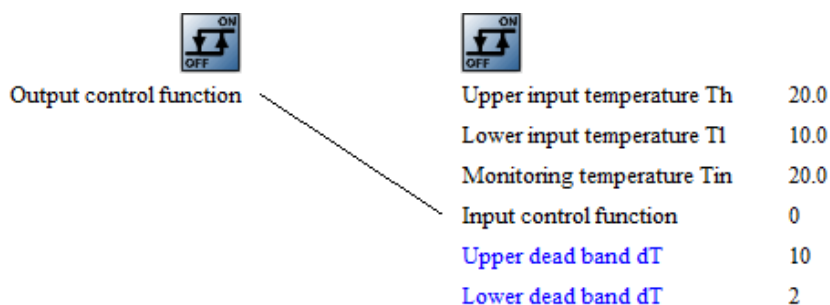 ON
OFF
ON
OFF
Output control function
Upper input temperature Th 20.0
Lower input temperature Tl 10.0
Monitoring temperature Tin 20.0
Input control function 0
Upper dead band dT 10
Lower dead band dT 2